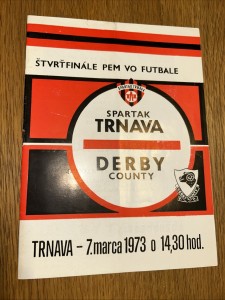 ŠTVRŤFINÁLE PEM VO FUTBALE
SPARTAK
TRNAVA
DERBY
COUNTY
TRNAVA – 7. marca 1973 o 14,30 hod.